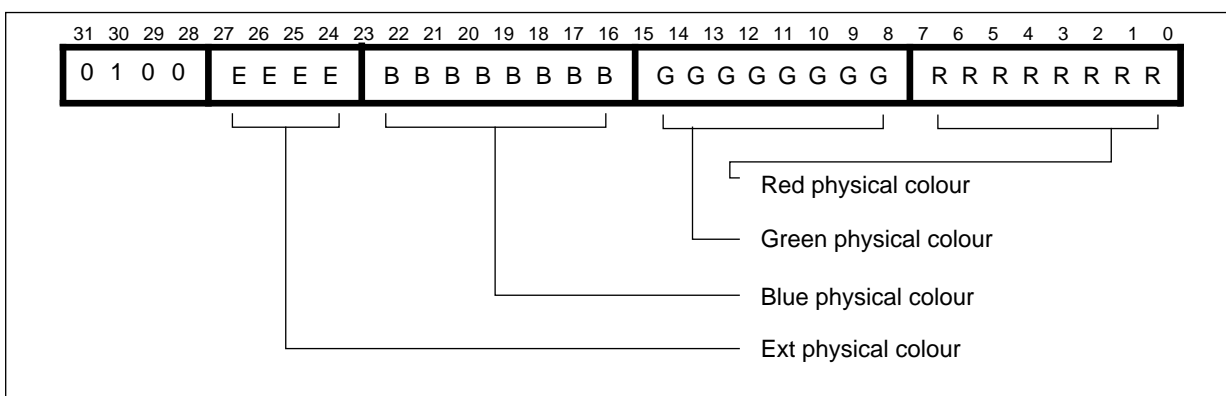 31 30 29 28 27 26 25 24 23 22 21 20 19 18 17 16 15 14 13 12 11 10 9 8 7 6 5 4 3 2 1 0
0 1 0 0 E E E E B B B B B B B B G G G G G G G G R R R R R R R R
Red physical colour
Green physical colour
Blue physical colour
Ext physical colour